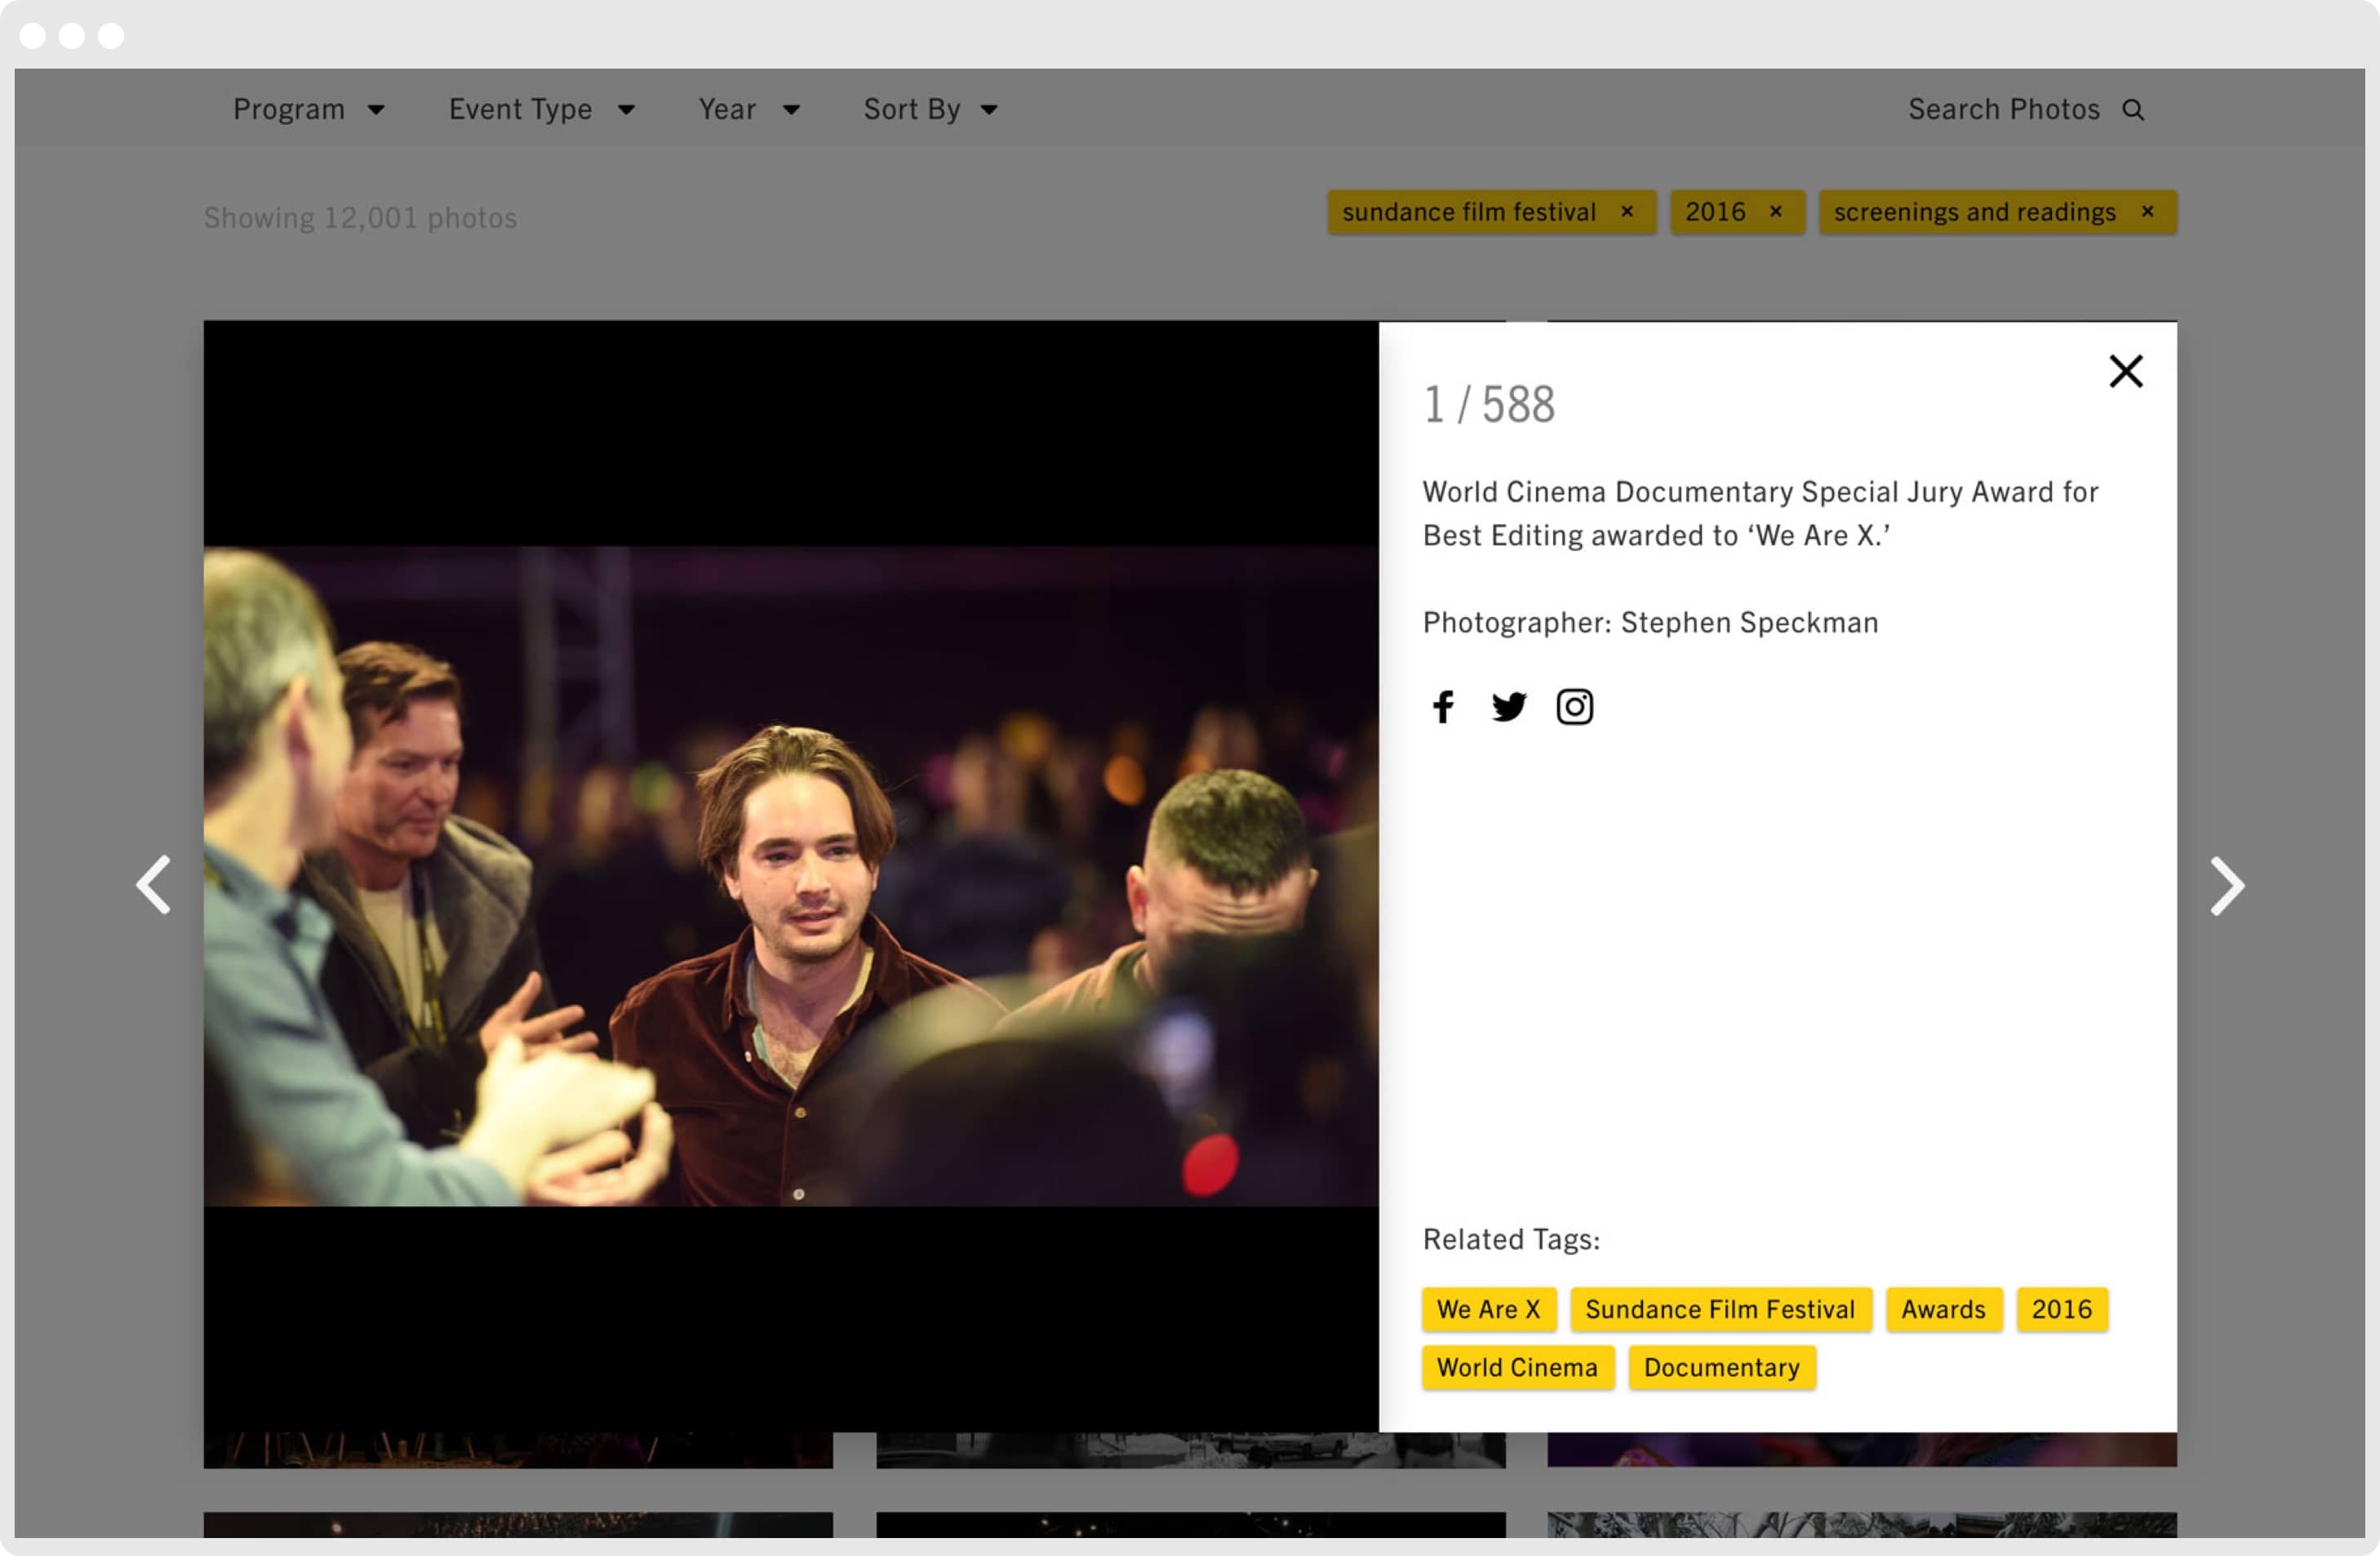 Program Event Type Year Sort By Search Photos
Showing 12,001 photos
sundance film festival × 2016 × screenings and readings ×
1 / 588
World Cinema Documentary Special Jury Award for
Best Editing awarded to ‘We Are X.’
Photographer: Stephen Speckman
Related Tags:
We Are X Sundance Film Festival Awards 2016
World Cinema Documentary